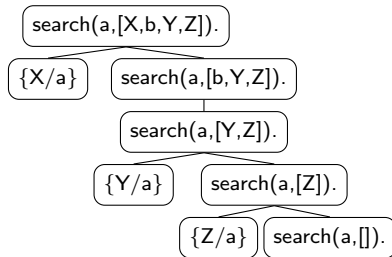 search(a,[X,b,Y,Z]).
{X/a} search(a,[b,Y,Z]).
search(a,[Y,Z]).
{Y/a} search(a,[Z]).
{Z/a} search(a,[]).